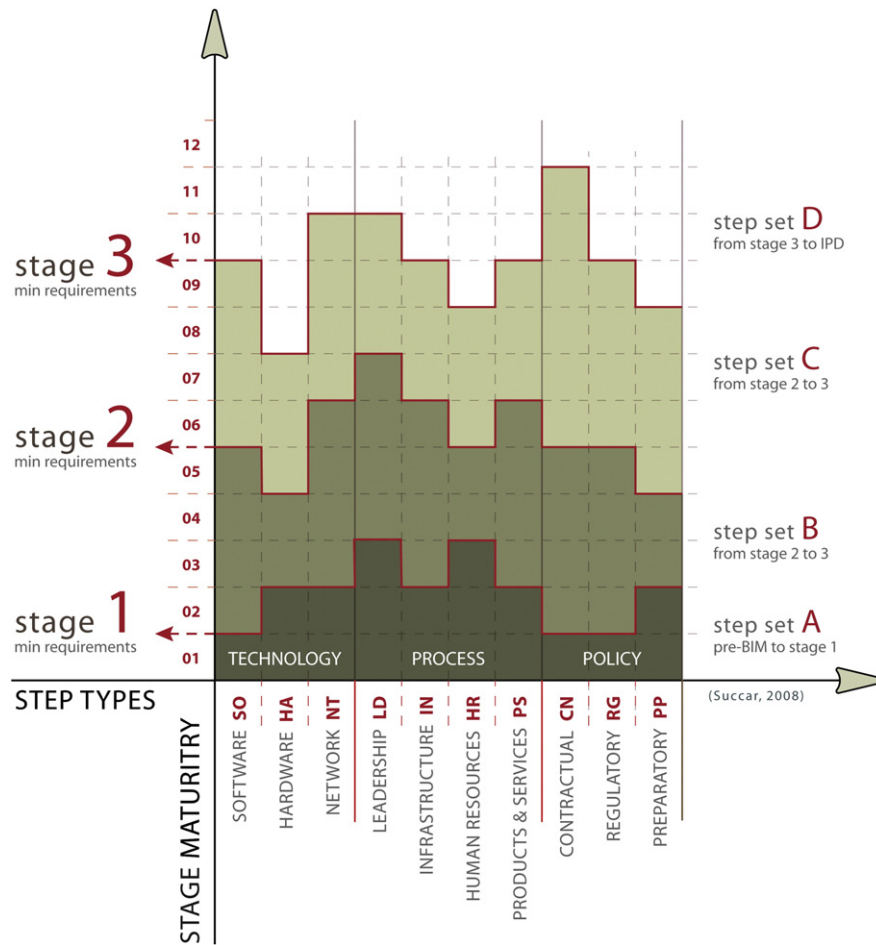 12
11
10
09
08
07
06
05
04
03
02
01
stage 3
min requirements
stage 2
min requirements
stage 1
min requirements
step set D
from stage 3 to IPD
step set C
from stage 2 to 3
step set B
from stage 2 to 3
step set A
pre-BIM to stage 1
TECHNOLOGY
PROCESS
POLICY
STEP TYPES
(Succar, 2008)
STAGE MATURITRY
SOFTWARE SO
HARDWARE HA
NETWORK NT
LEADERSHIP LD
INFRASTRUCTURE IN
HUMAN RESOURCES HR
PRODUCTS & SERVICES PS
CONTRACTUAL CN
REGULATORY RG
PREPARATORY PP